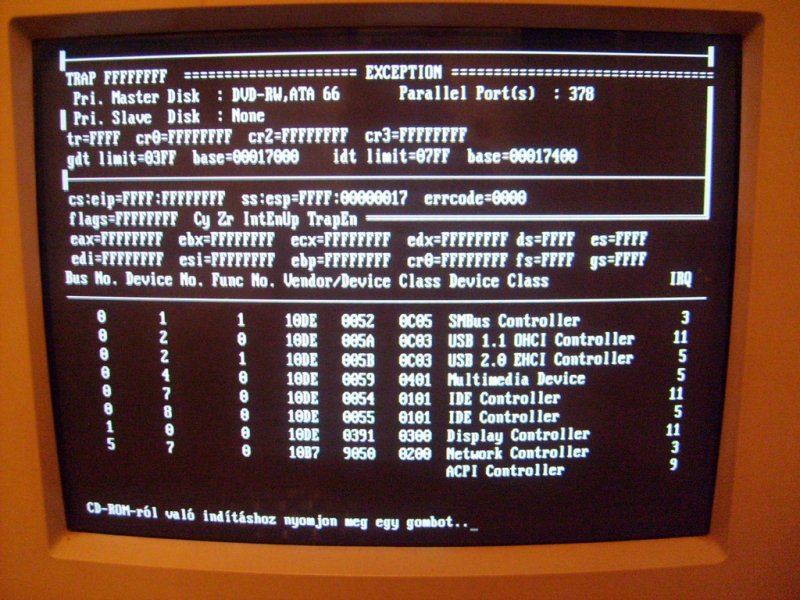 TRAP FFFFFFFF ===================== EXCEPTION ================================
Pri. Master Disk : DVD-RW,ATA 66 Parallel Port(s) : 378
Pri. Slave Disk : None
tr=FFFF cr0=FFFFFFFF cr2=FFFFFFFF cr3=FFFFFFFF
gdt limit=03FF base=00017000 idt limit=07FF base=00017400
cs:eip=FFFF:FFFFFFFF ss:esp=FFFF:00000017 errcode=0000
flags=FFFFFFFF Cy Zr IntEnUp TrapEn
eax=FFFFFFFF ebx=FFFFFFFF ecx=FFFFFFFF edx=FFFFFFFF ds=FFFF es=FFFF
edi=FFFFFFFF esi=FFFFFFFF ebp=FFFFFFFF cr0=FFFFFFFF fs=FFFF gs=FFFF
Bus No. Device No. Func No. Vendor/Device Class Device Class IRQ
0 1 1 10DE 0052 0C05 SMBus Controller 3
0 2 0 10DE 005A 0C03 USB 1.1 OHCI Controller 11
0 2 1 10DE 005B 0C03 USB 2.0 EHCI Controller 5
0 4 0 10DE 0059 0401 Multimedia Device 5
0 7 0 10DE 0054 0101 IDE Controller 11
0 8 0 10DE 0055 0101 IDE Controller 5
1 0 0 10DE 0391 0300 Display Controller 11
5 7 0 10B7 9050 0200 Network Controller 3
ACPI Controller 9
CD-ROM-ról való indításhoz nyomjon meg egy gombot.._